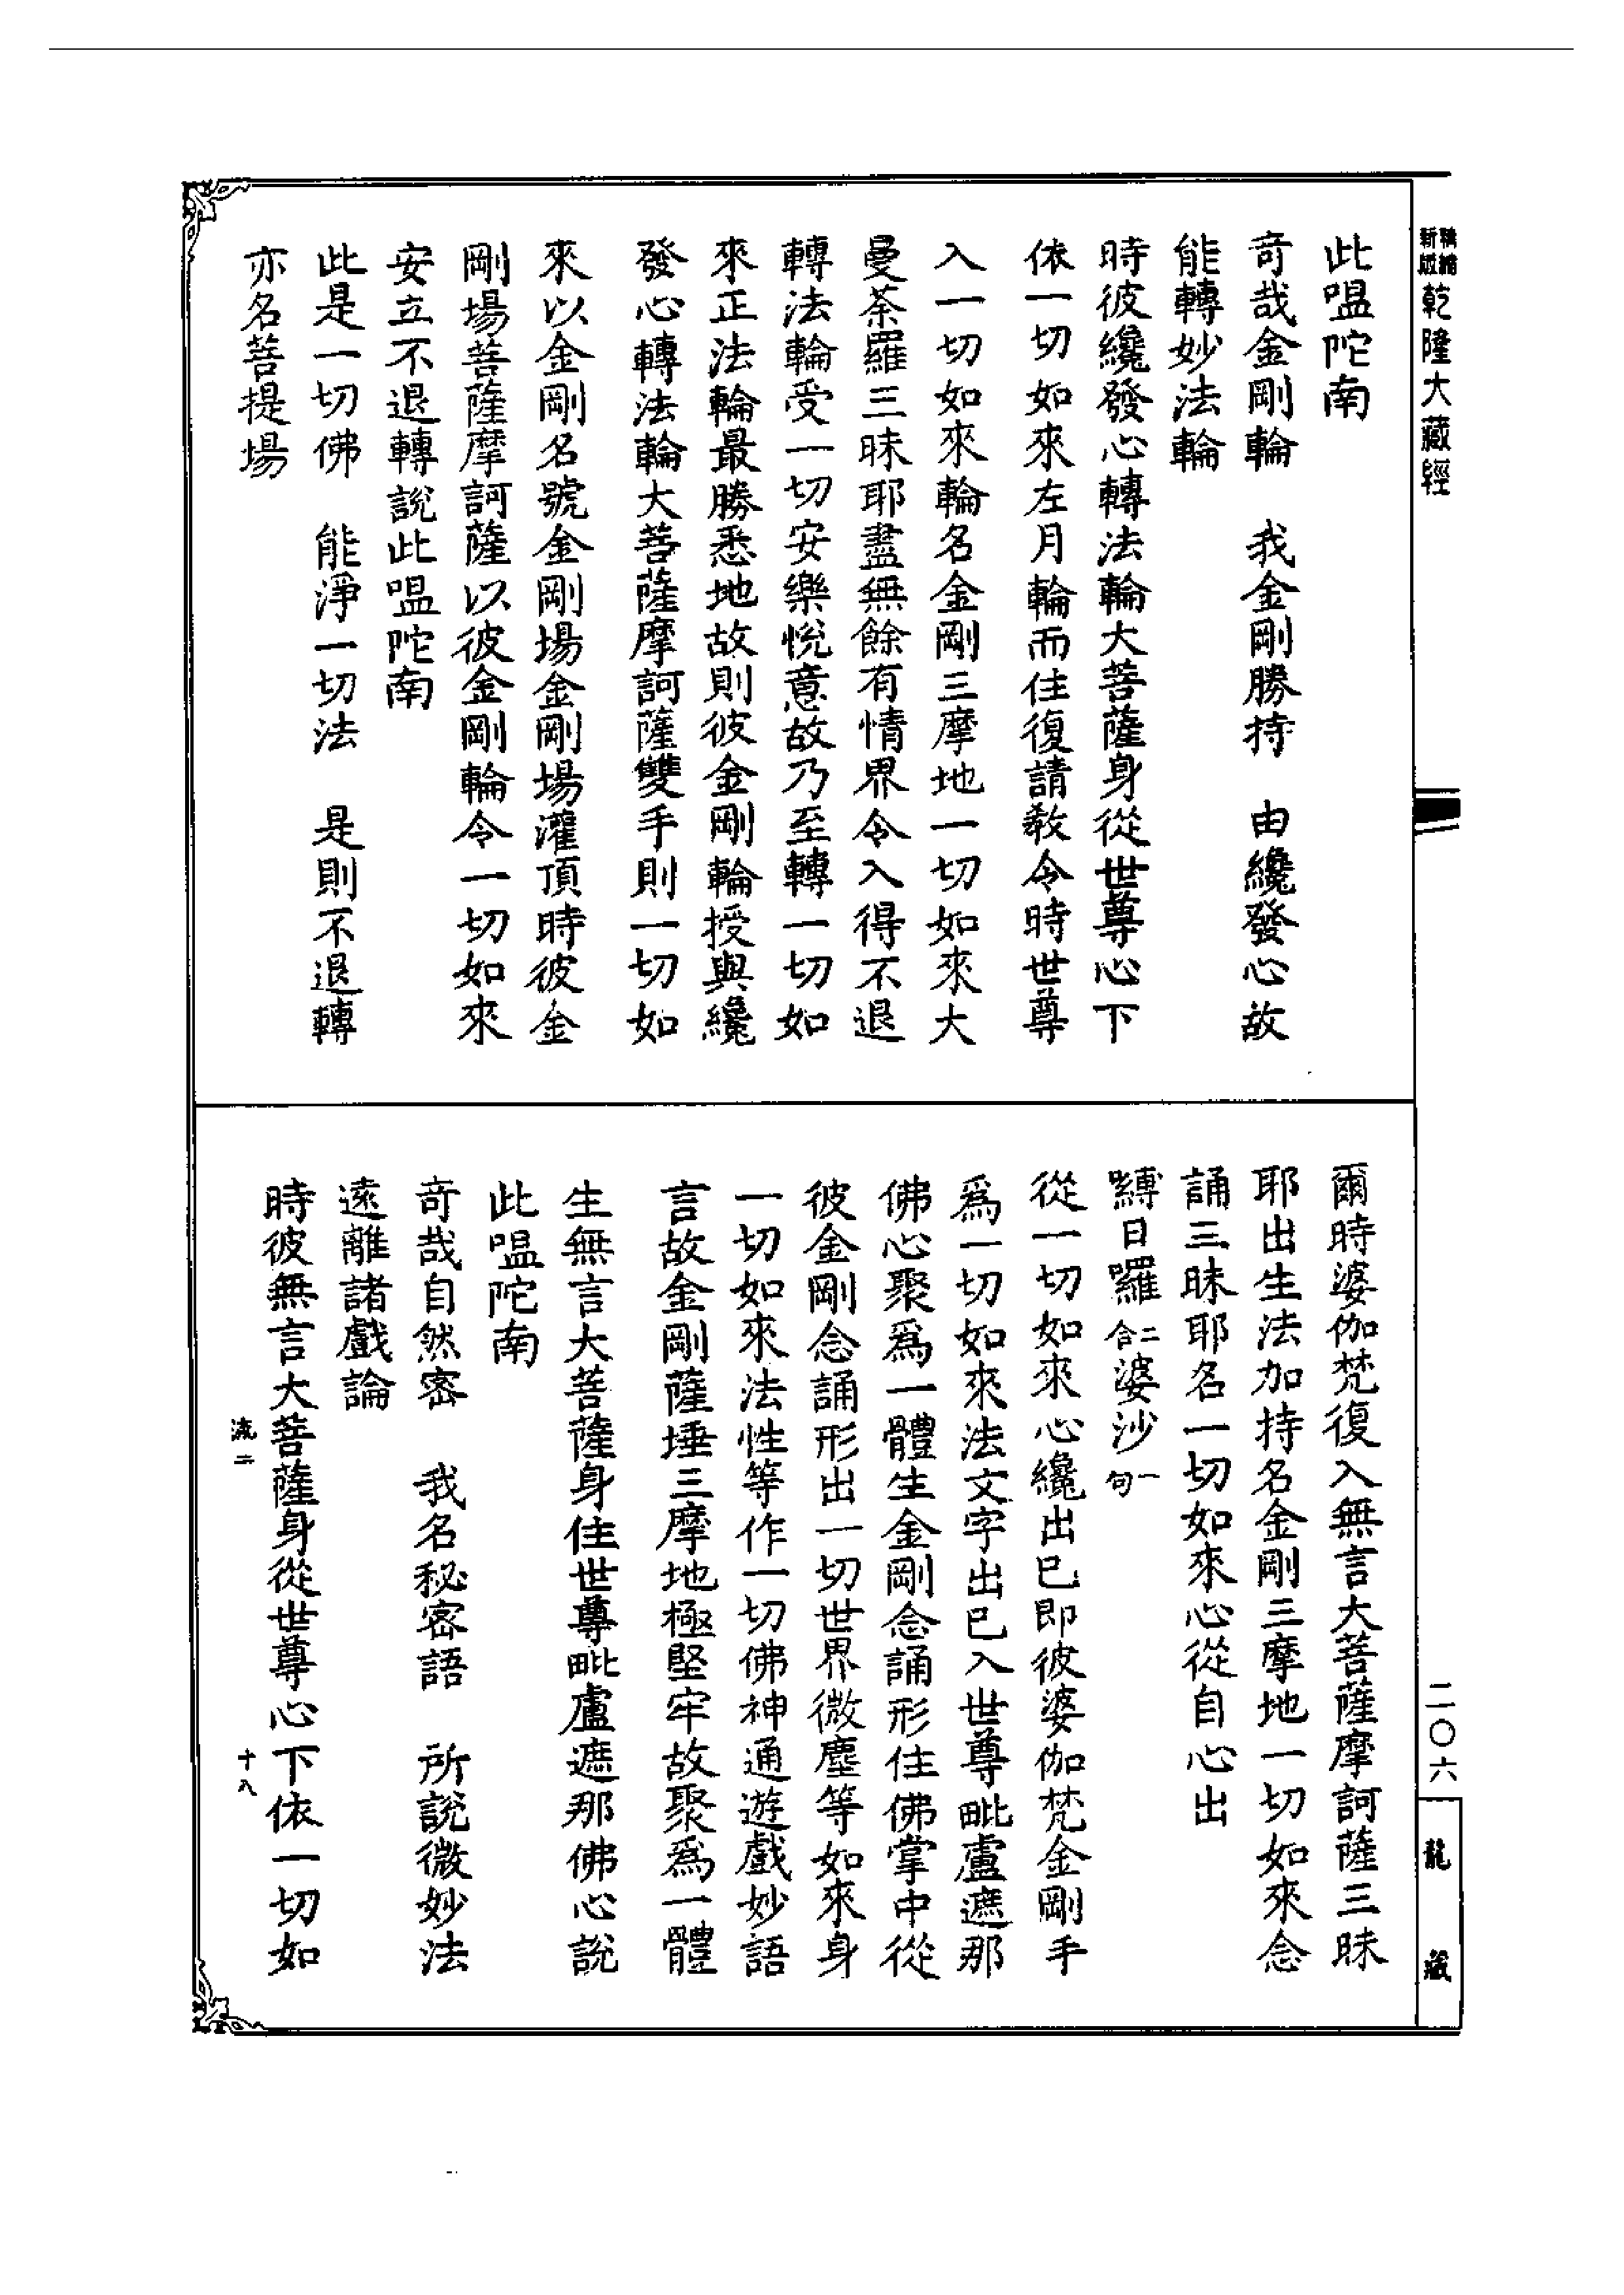 新版精縮乾隆大藏經
此嗢陀南
奇哉金剛輪　我金剛勝持　由纔發心故
能轉妙法輪
時彼纔發心轉法輪大菩薩身從世尊心下
依一切如來左月輪而住復請教令時世尊
入一切如來輪名金剛三摩地一切如來大
曼荼羅三昧耶盡無餘有情界令入得不退
轉法輪受一切安樂悅意故乃至轉一切如
來正法輪最勝悉地故則彼金剛輪授與纔
發心轉法輪大菩薩摩訶薩雙手則一切如
來以金剛名號金剛場金剛場灌頂時彼金
剛場菩薩摩訶薩以彼金剛輪令一切如來
安立不退轉說此嗢陀南
此是一切佛　能淨一切法　是則不退轉
亦名菩提場
爾時婆伽梵復入無言大菩薩摩訶薩三昧
耶出生法加持名金剛三摩地一切如來念
誦三昧耶名一切如來心從自心出
嚩日囉二合婆沙一句
從一切如來心纔出已即彼婆伽梵金剛手
爲一切如來法文字出已入世尊毗盧遮那
佛心聚爲一體生金剛念誦形住佛掌中從
彼金剛念誦形出一切世界微塵等如來身
一切如來法性等作一切佛神通遊戲妙語
言故金剛薩埵三摩地極堅牢故聚爲一體
生無言大菩薩身住世尊毗盧遮那佛心說
此嗢陀南
奇哉自然密　我名秘密語　所說微妙法
遠離諸戲論
時彼無言大菩薩身從世尊心下依一切如
流二　十八
二〇六
龍藏